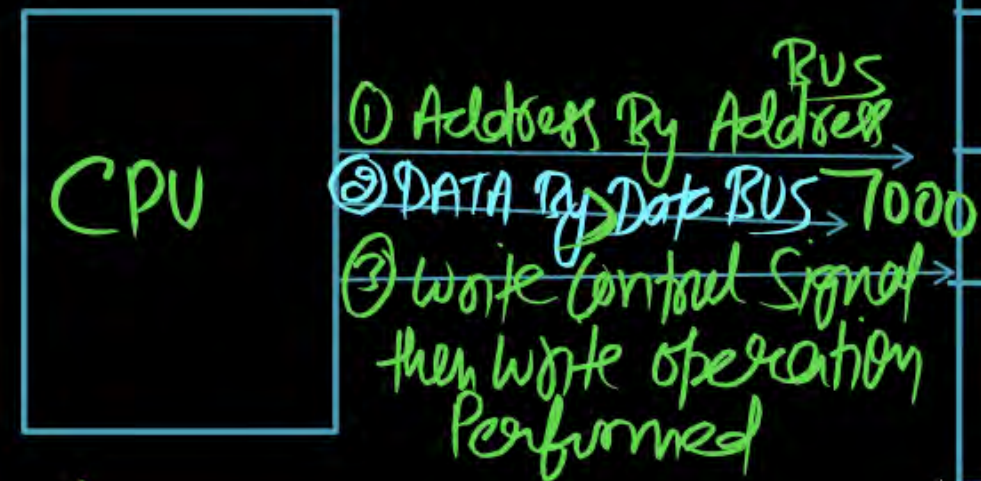 CPU
BUS
① Address By Address
② DATA By Data BUS 7000
③ Write Control Signal
then write operation
Performed